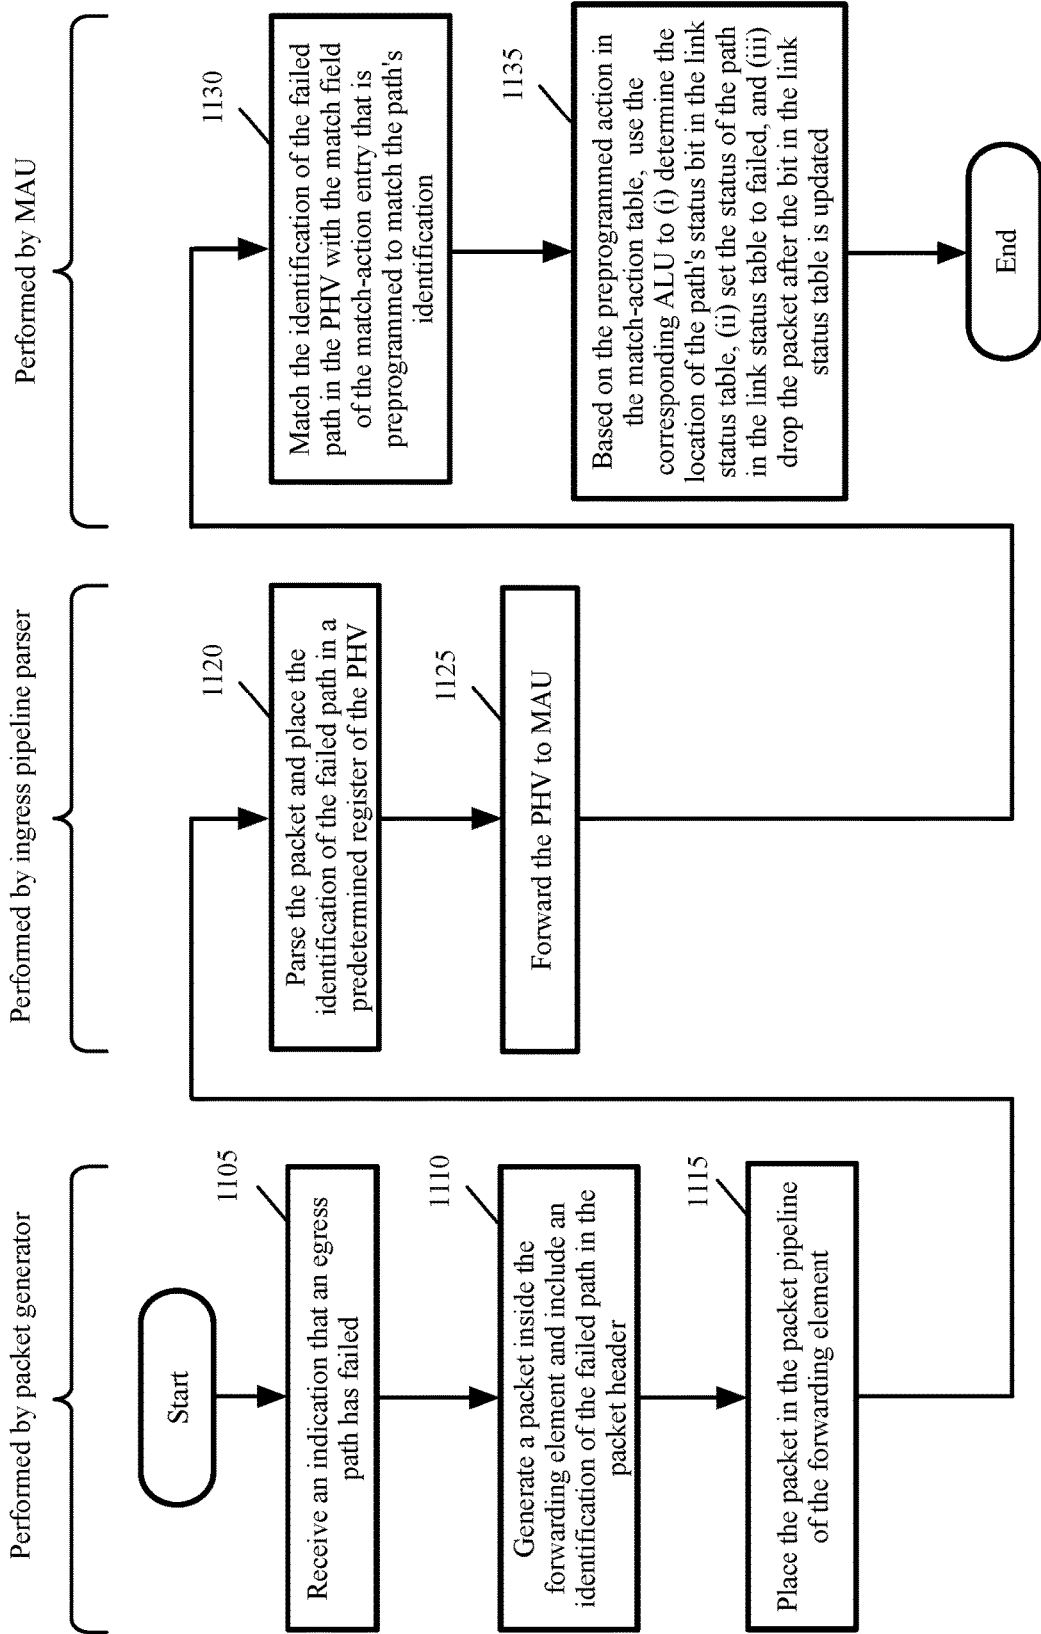 Performed by packet generator
Start
1105
Receive an indication that an egress
path has failed
1110
Generate a packet inside the
forwarding element and include an
identification of the failed path in the
packet header
1115
Place the packet in the packet pipeline
of the forwarding element
Performed by ingress pipeline parser
1120
Parse the packet and place the
identification of the failed path in a
predetermined register of the PHV
1125
Forward the PHV to MAU
Performed by MAU
1130
Match the identification of the failed
path in the PHV with the match field
of the match-action entry that is
preprogrammed to match the path's
identification
1135
Based on the preprogrammed action in
the match-action table, use the
corresponding ALU to (i) determine the
location of the path's status bit in the link
status table, (ii) set the status of the path
in the link status table to failed, and (iii)
drop the packet after the bit in the link
status table is updated
End